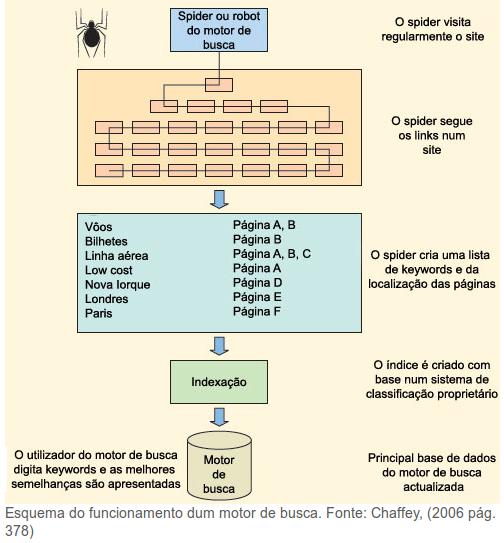 Spider ou robot
do motor de
busca
O spider visita
regularmente o site
O spider segue
os links num
site
Vôos Página A, B
Bilhetes Página B
Linha aérea Página A, B, C
Low cost Página A
Nova Iorque Página D
Londres Página E
Paris Página F
O spider cria uma lista
de keywords e da
localização das páginas
Indexação
O índice é criado com
base num sistema de
classificação proprietário
O utilizador do motor de busca
digita keywords e as melhores
semelhanças são apresentadas
Motor
de
busca
Principal base de dados
do motor de busca
actualizada
Esquema do funcionamento dum motor de busca. Fonte: Chaffey, (2006 pág.
378)